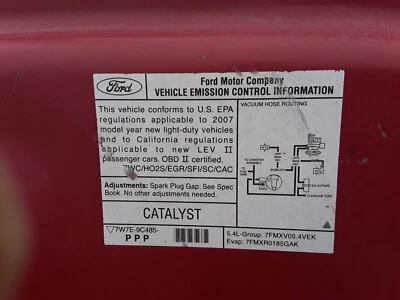 Ford
Ford Motor Company
VEHICLE EMISSION CONTROL INFORMATION
This vehicle conforms to U.S. EPA
regulations applicable to 2007
model year new light-duty vehicles
and to California regulations
applicable to new LEV II
passenger cars. OBD II certified.
TWC/HO2S/EGR/SFI/SC/CAC
Adjustments: Spark Plug Gap: See Spec
Book. No other adjustments needed.
CATALYST
7W7E-9C485-
PPP
VACUUM HOSE ROUTING
5.4L-Group: 7FMXV05.4VEK
Evap: 7FMXR0185GAK